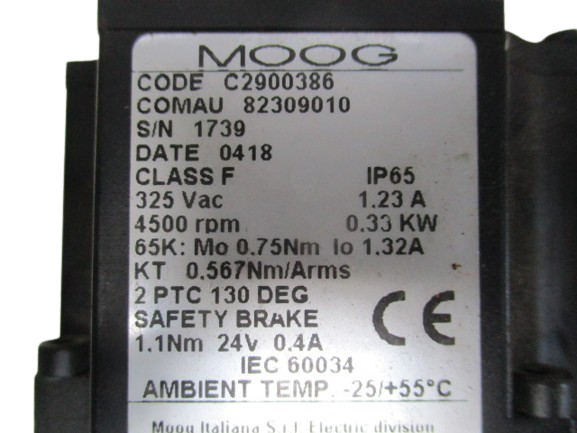 MOOG
CODE C2900386
COMAU 82309010
S/N 1739
DATE 0418
CLASS F IP65
325 Vac 1.23 A
4500 rpm 0.33 KW
65K: Mo 0.75Nm Io 1.32A
KT 0.567Nm/Arms
2 PTC 130 DEG
SAFETY BRAKE
1.1Nm 24v 0.4A
CE
IEC 60034
AMBIENT TEMP. -25/+55°C
Moog Italiana S.r.l. Electric division